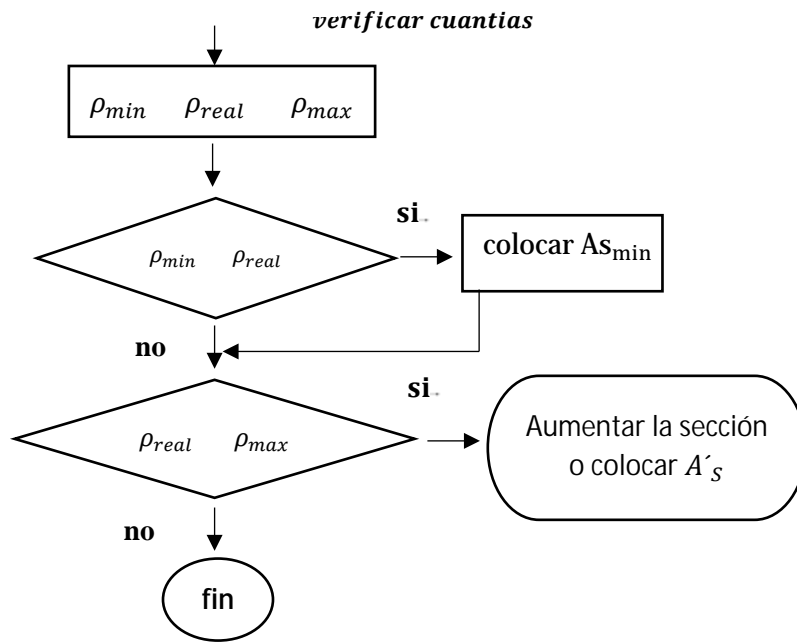 verificar cuantias
ρmin ρreal ρmax
si
ρmin ρreal
colocar Asmin
no
si
ρreal ρmax
Aumentar la sección
o colocar A´S
no
fin